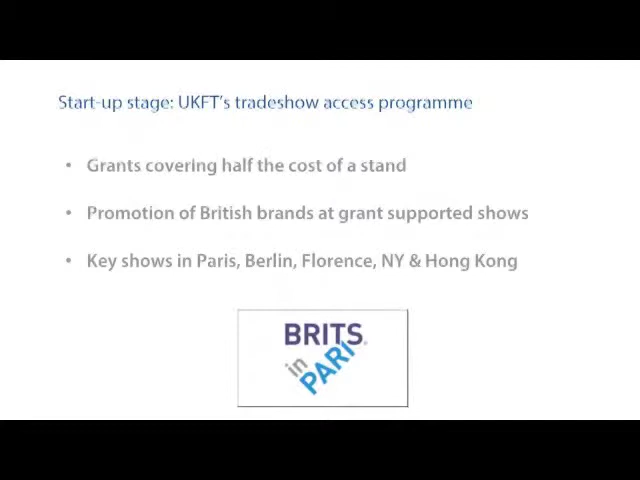 Start-up stage: UKFT's tradeshow access programme
• Grants covering half the cost of a stand
• Promotion of British brands at grant supported shows
• Key shows in Paris, Berlin, Florence, NY & Hong Kong
BRITS
in
PARI